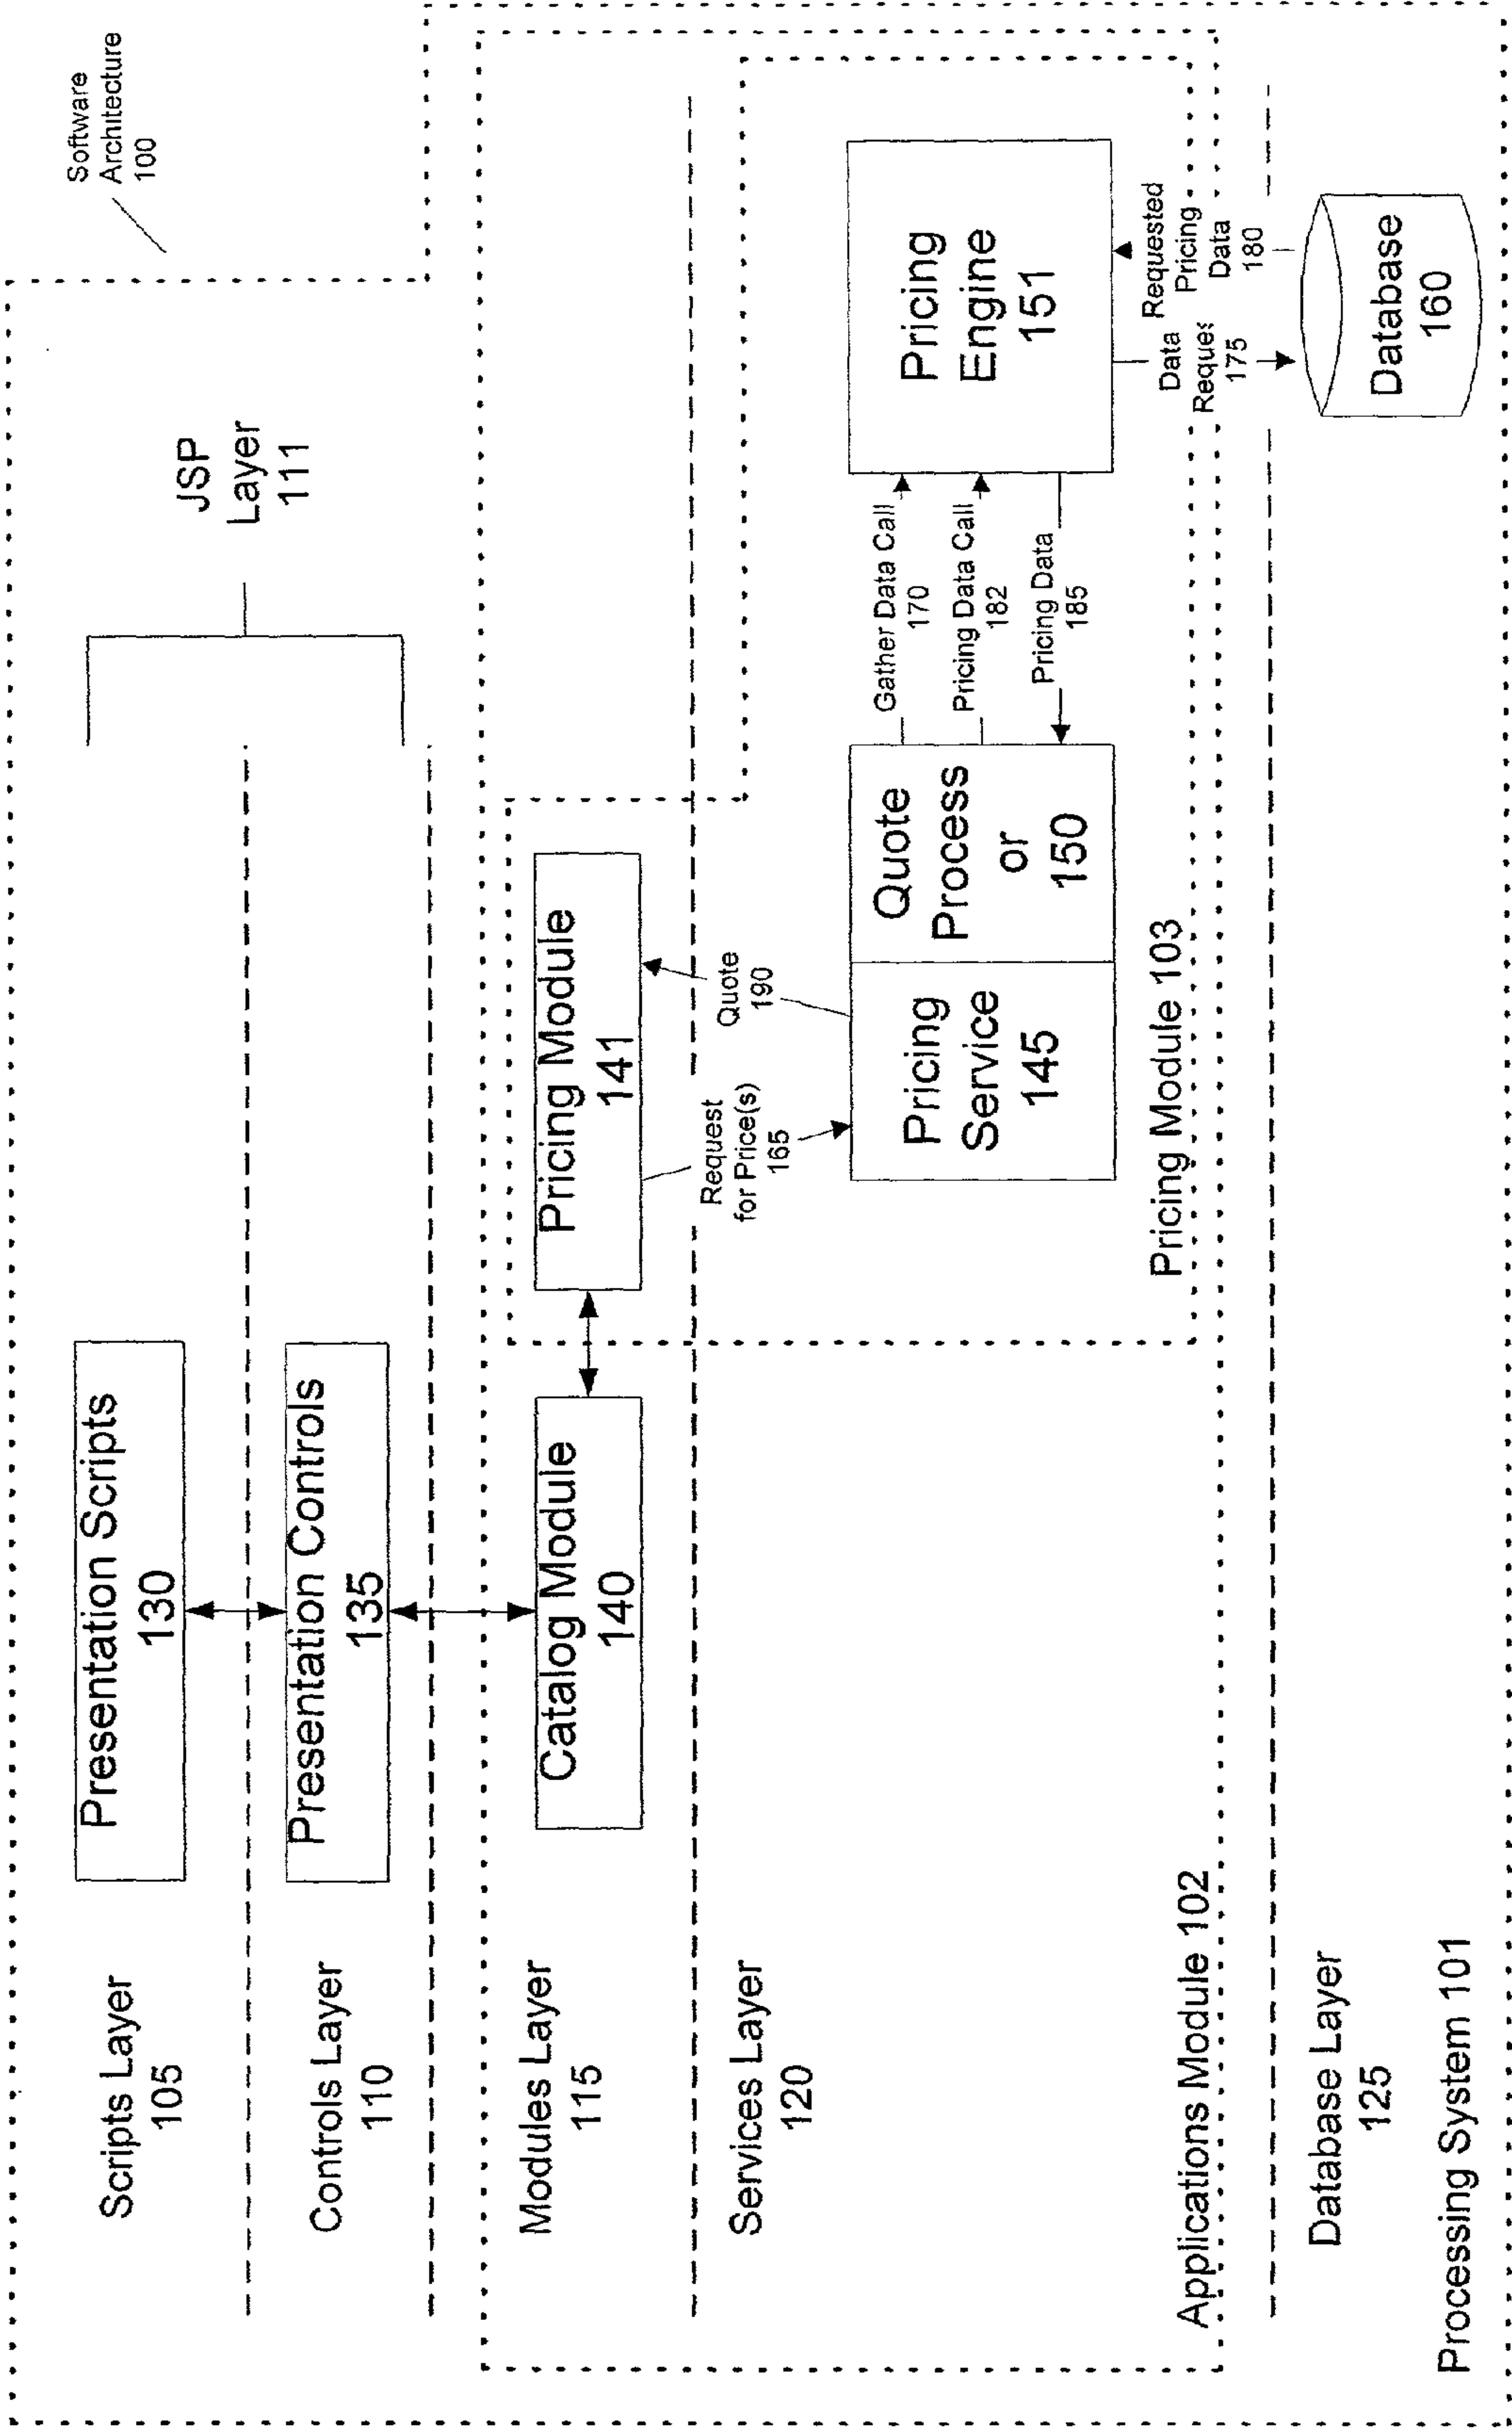 Software
Architecture
100
Scripts Layer
105
Presentation Scripts
130
JSP
Layer
111
Controls Layer
110
Presentation Controls
135
Modules Layer
115
Catalog Module
140
Pricing Module
141
Services Layer
120
Request
for Price(s)
165
Quote
190
Pricing
Service
145
Quote
Process
or
150
Gather Data Call
170
Pricing Data Call
182
Pricing Data
185
Pricing
Engine
151
Pricing Module 103
Applications Module 102
Data
Reques
175
Requested
Pricing
Data
180
Database Layer
125
Database
160
Processing System 101